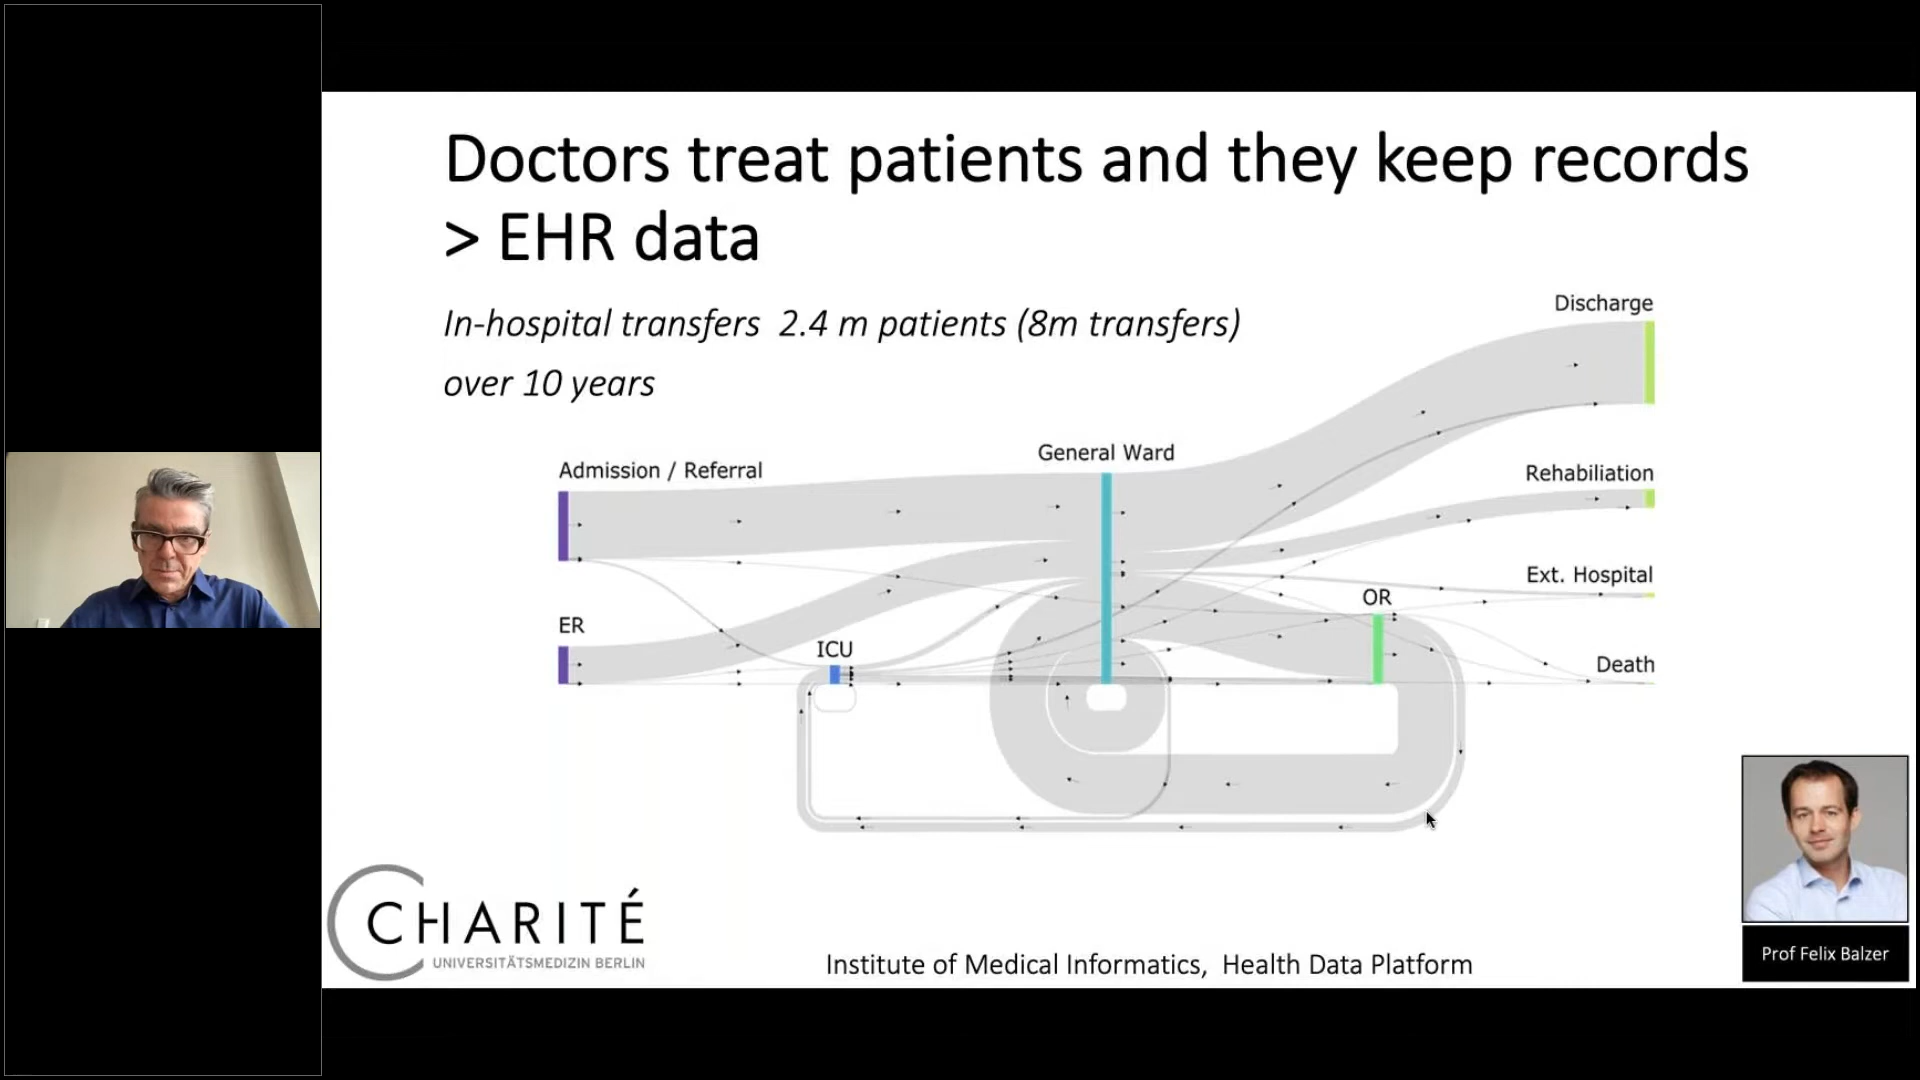 Doctors treat patients and they keep records
> EHR data
In-hospital transfers 2.4 m patients (8m transfers)
over 10 years
Discharge
General Ward
Admission / Referral
Rehabiliation
Ext. Hospital
OR
ER
ICU
Death
CHARITÉ
UNIVERSITÄTSMEDIZIN BERLIN
Institute of Medical Informatics, Health Data Platform
Prof Felix Balzer